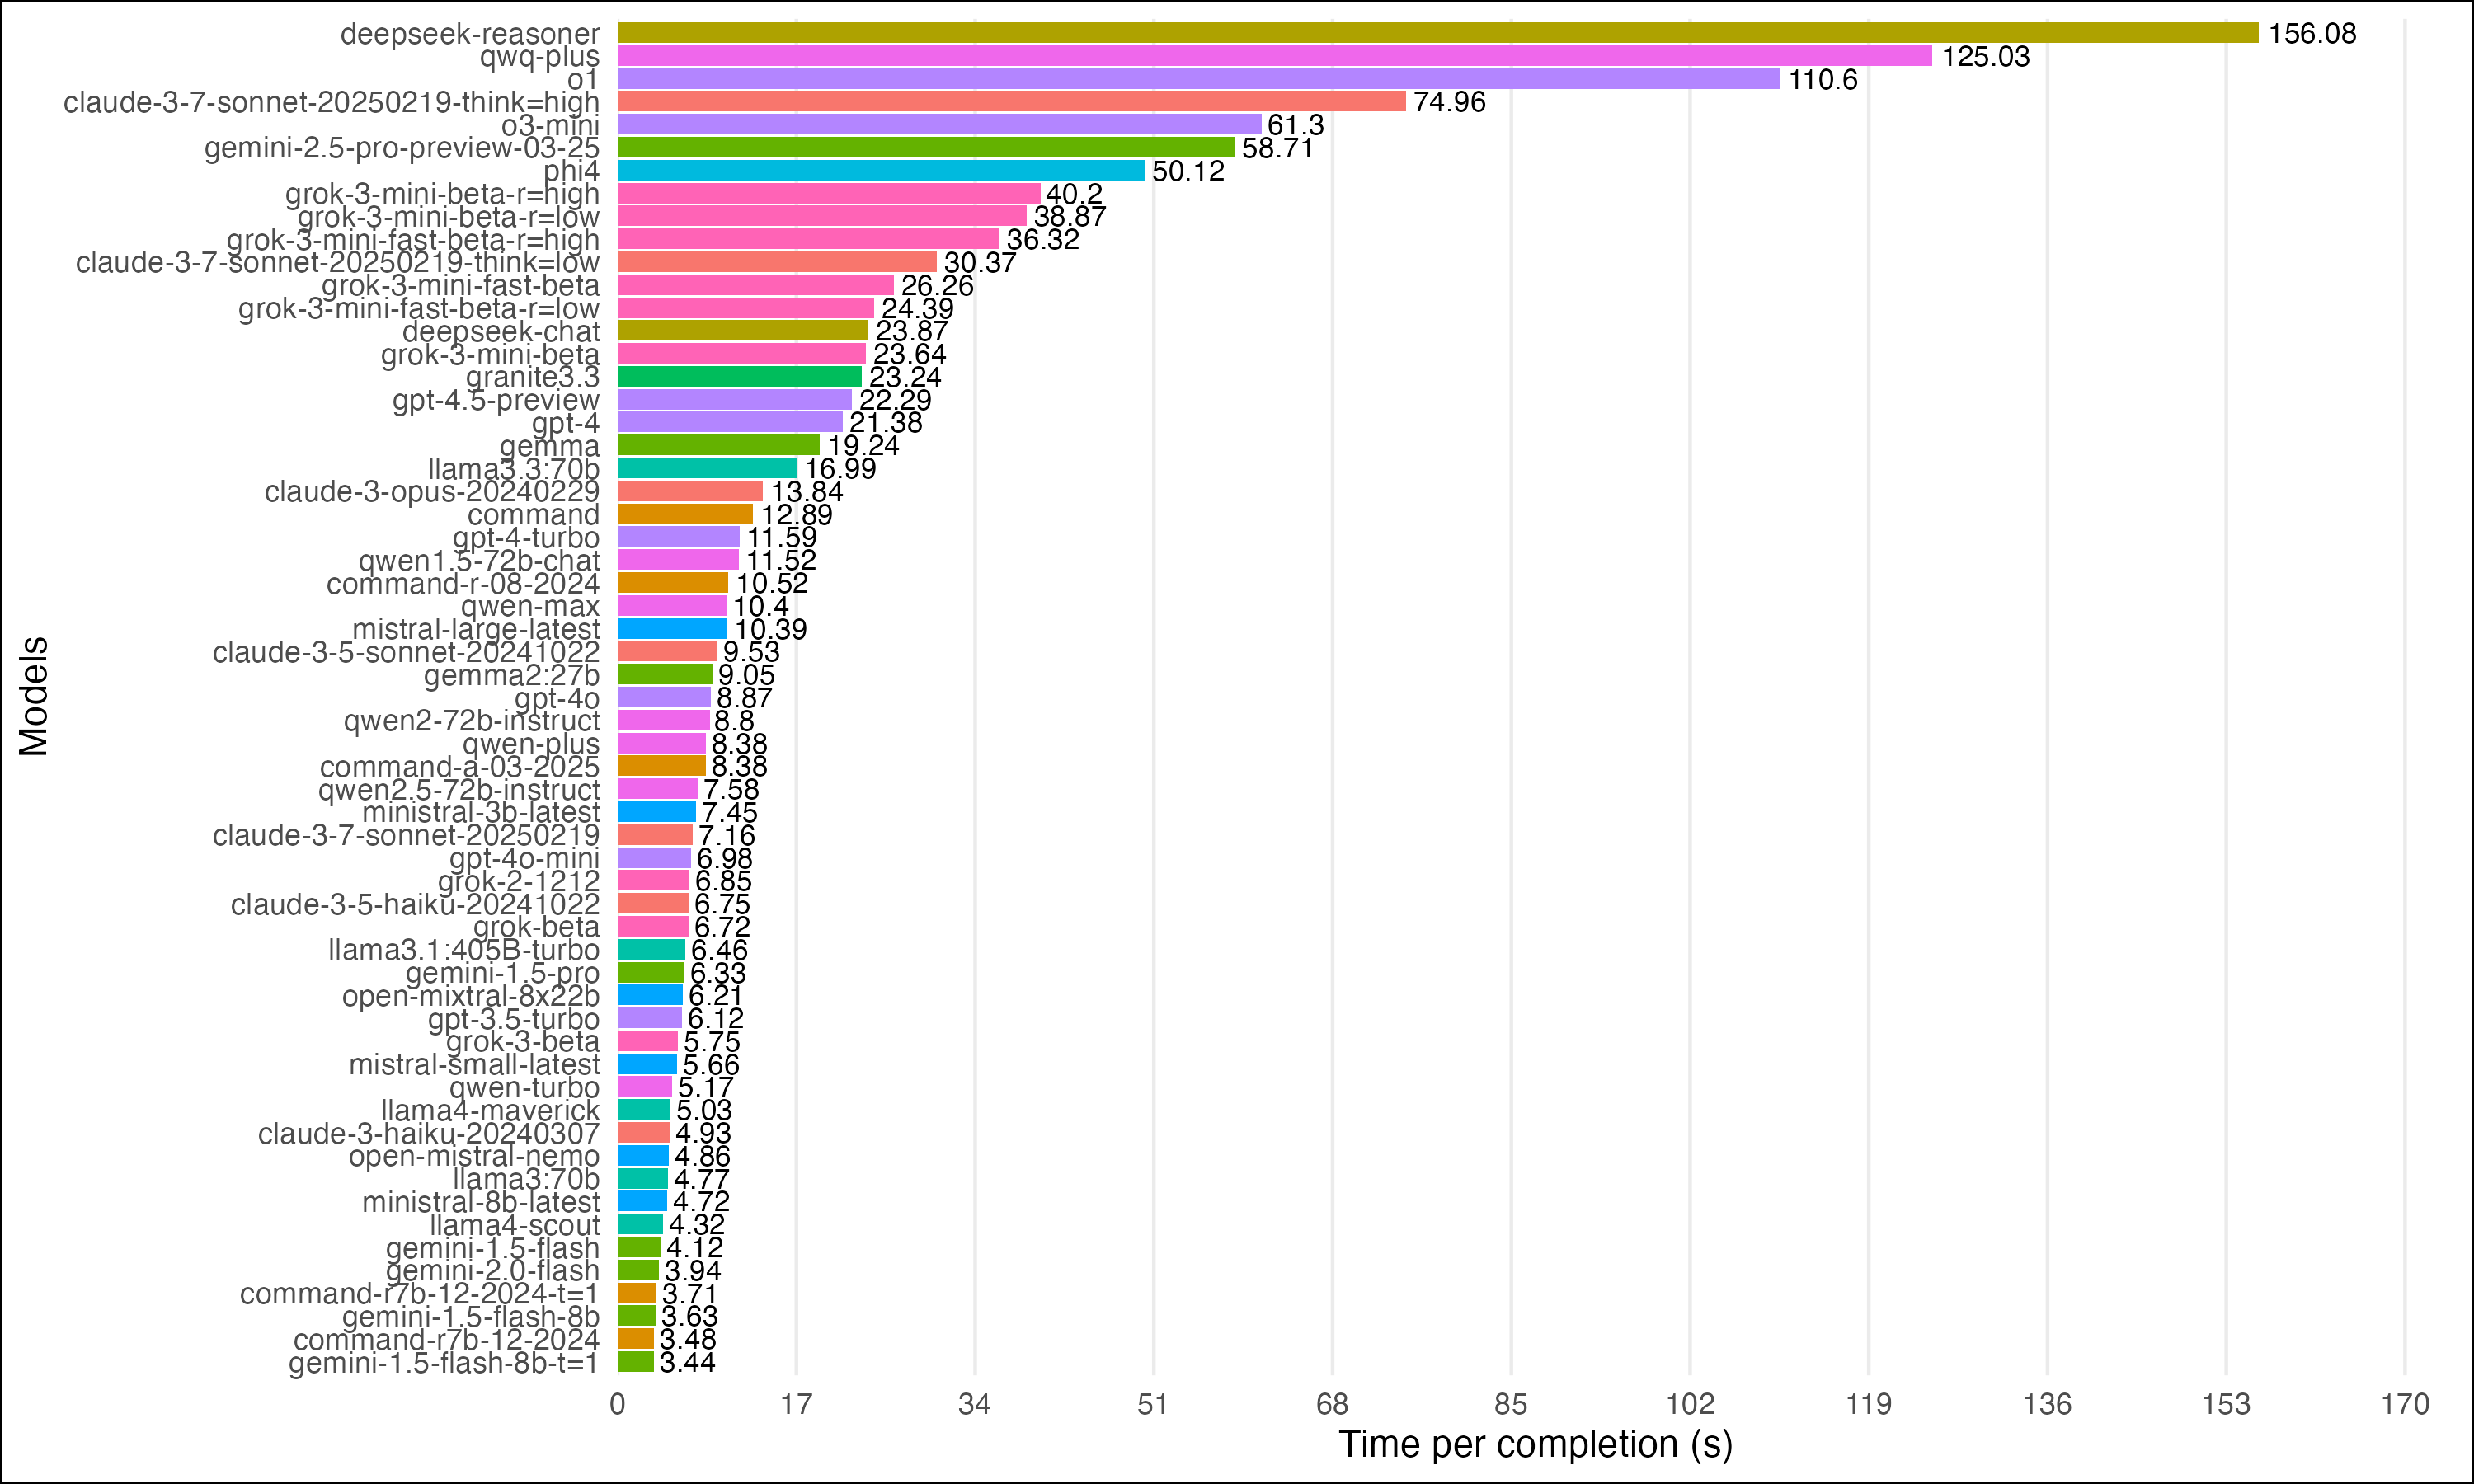 deepseek-reasoner 156.08
qwq-plus 125.03
o1 110.6
claude-3-7-sonnet-20250219-think=high 74.96
o3-mini 61.3
gemini-2.5-pro-preview-03-25 58.71
phi4 50.12
grok-3-mini-beta-r=high 40.2
grok-3-mini-beta-r=low 38.87
grok-3-mini-fast-beta-r=high 36.32
claude-3-7-sonnet-20250219-think=low 30.37
grok-3-mini-fast-beta 26.26
grok-3-mini-fast-beta-r=low 24.39
deepseek-chat 23.87
grok-3-mini-beta 23.64
granite3.3 23.24
gpt-4.5-preview 22.29
gpt-4 21.38
gemma 19.24
llama3.3:70b 16.99
claude-3-opus-20240229 13.84
command 12.89
gpt-4-turbo 11.59
qwen1.5-72b-chat 11.52
command-r-08-2024 10.52
qwen-max 10.4
mistral-large-latest 10.39
claude-3-5-sonnet-20241022 9.53
gemma2:27b 9.05
gpt-4o 8.87
qwen2-72b-instruct 8.8
qwen-plus 8.38
command-a-03-2025 8.38
qwen2.5-72b-instruct 7.58
ministral-3b-latest 7.45
claude-3-7-sonnet-20250219 7.16
gpt-4o-mini 6.98
grok-2-1212 6.85
claude-3-5-haiku-20241022 6.75
grok-beta 6.72
llama3.1:405B-turbo 6.46
gemini-1.5-pro 6.33
open-mixtral-8x22b 6.21
gpt-3.5-turbo 6.12
grok-3-beta 5.75
mistral-small-latest 5.66
qwen-turbo 5.17
llama4-maverick 5.03
claude-3-haiku-20240307 4.93
open-mistral-nemo 4.86
llama3:70b 4.77
ministral-8b-latest 4.72
llama4-scout 4.32
gemini-1.5-flash 4.12
gemini-2.0-flash 3.94
command-r7b-12-2024-t=1 3.71
gemini-1.5-flash-8b 3.63
command-r7b-12-2024 3.48
gemini-1.5-flash-8b-t=1 3.44
Models
0 17 34 51 68 85 102 119 136 153 170
Time per completion (s)